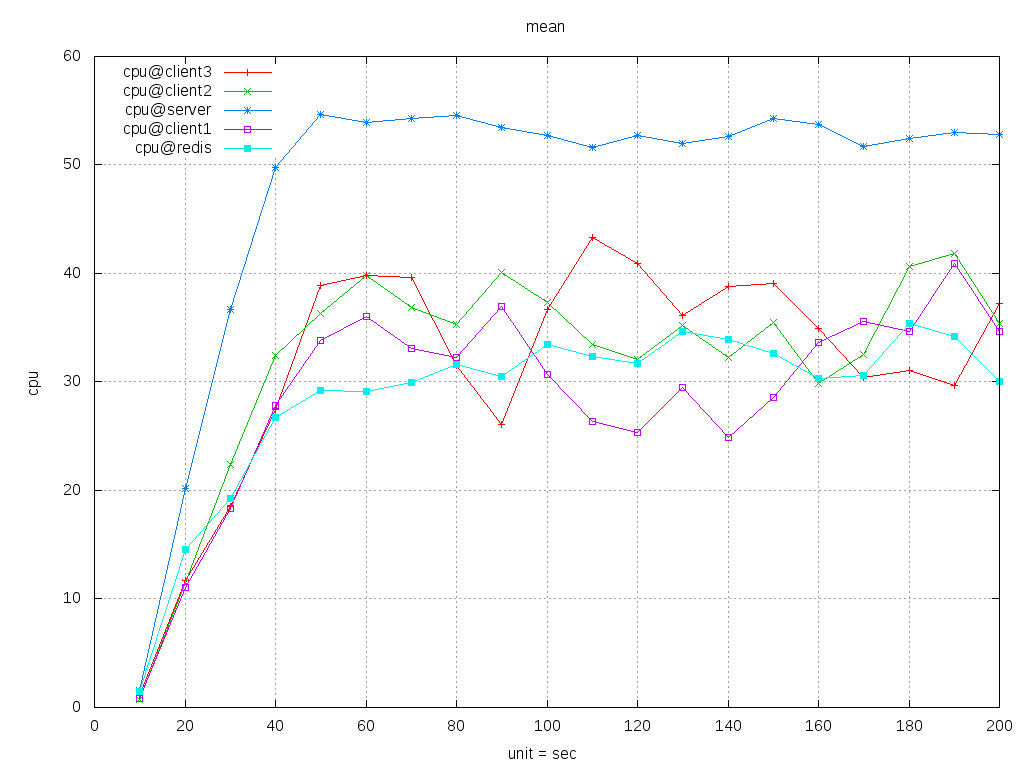 mean
60
50
40
30
20
10
0
cpu
cpu@client3
cpu@client2
cpu@server
cpu@client1
cpu@redis
0 20 40 60 80 100 120 140 160 180 200
unit = sec